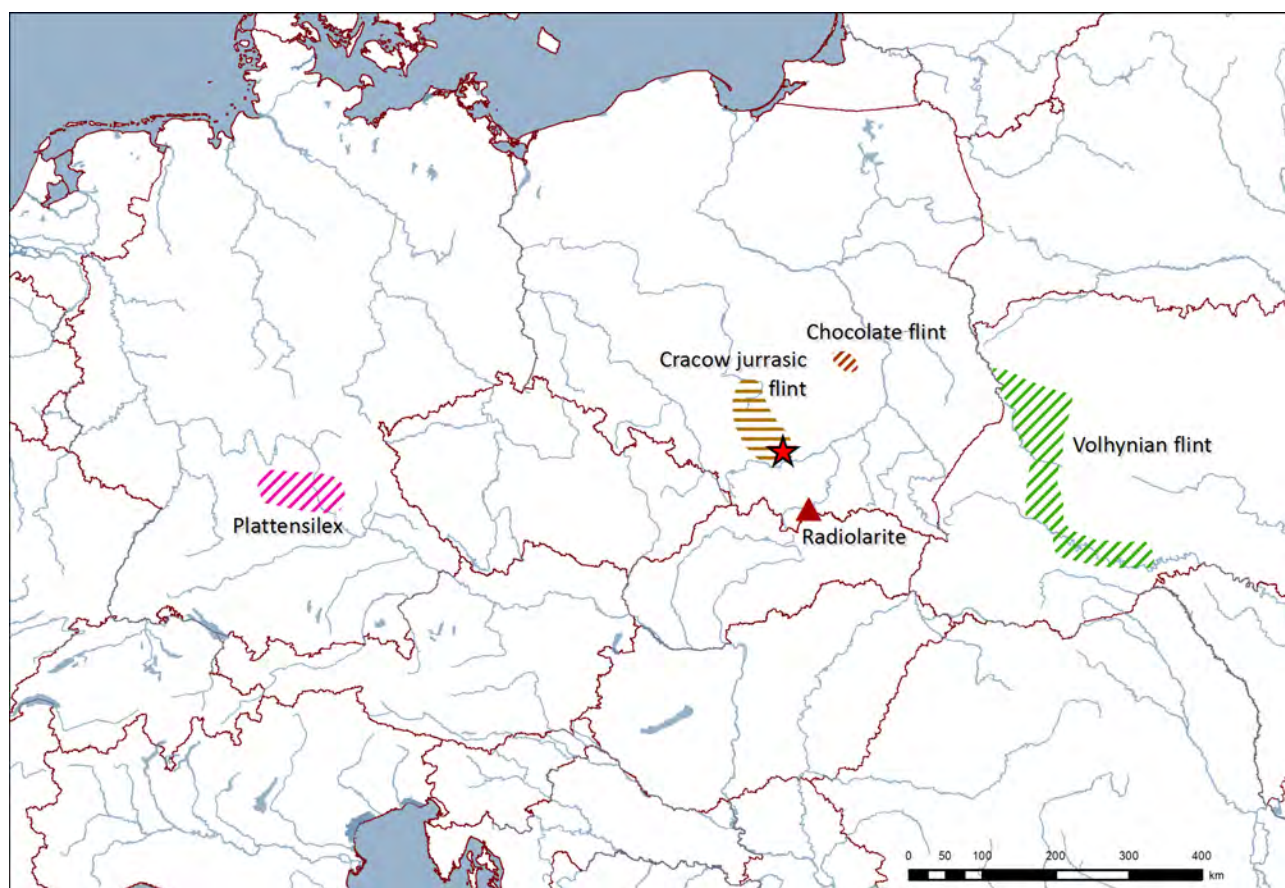 Chocolate flint
Cracow jurrasic
flint
Volhynian flint
Plattensilex
Radiolarite
0 50 100 200 300 400
km